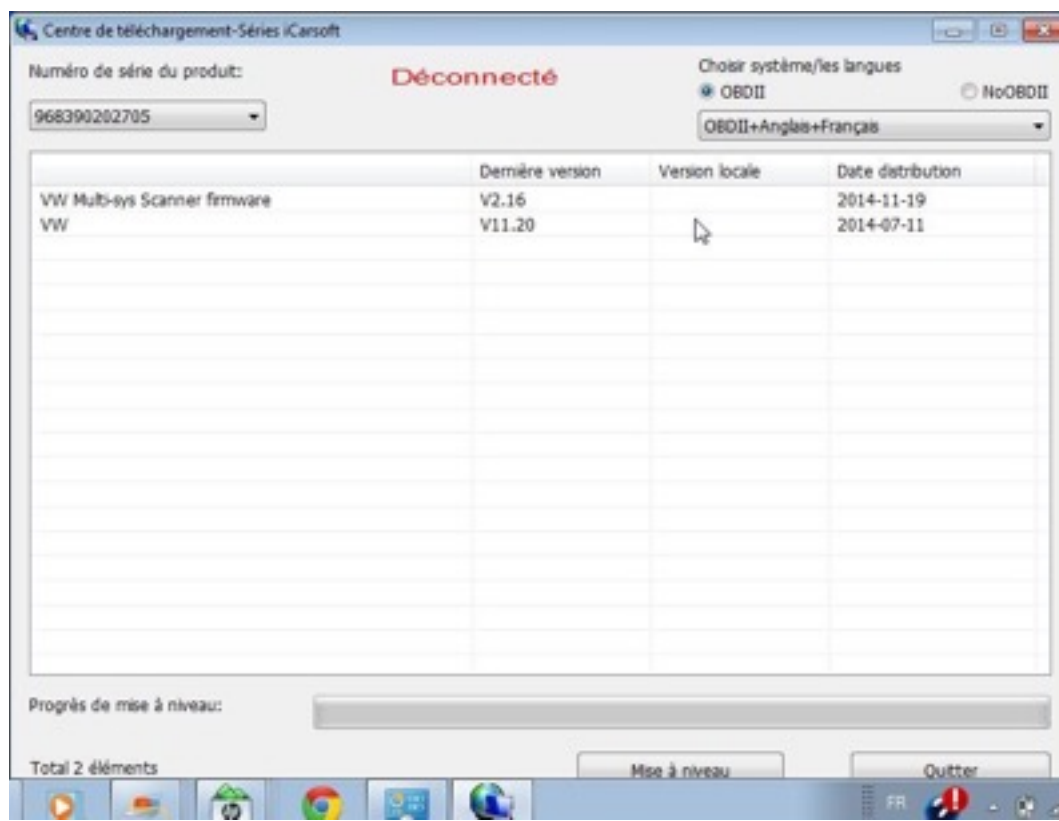 Centre de téléchargement-Séries iCarsoft
Numéro de série du produit:
Déconnecté
Choisir système/les langues
OBDII
NoOBDII
968390202705
OBDII+Anglais+Français
Dernière version
Version locale
Date distribution
VW Multi-sys Scanner firmware V2.16 2014-11-19
VW V11.20 2014-07-11
Progrès de mise à niveau:
Total 2 éléments
Mise à niveau
Quitter
hp
FR